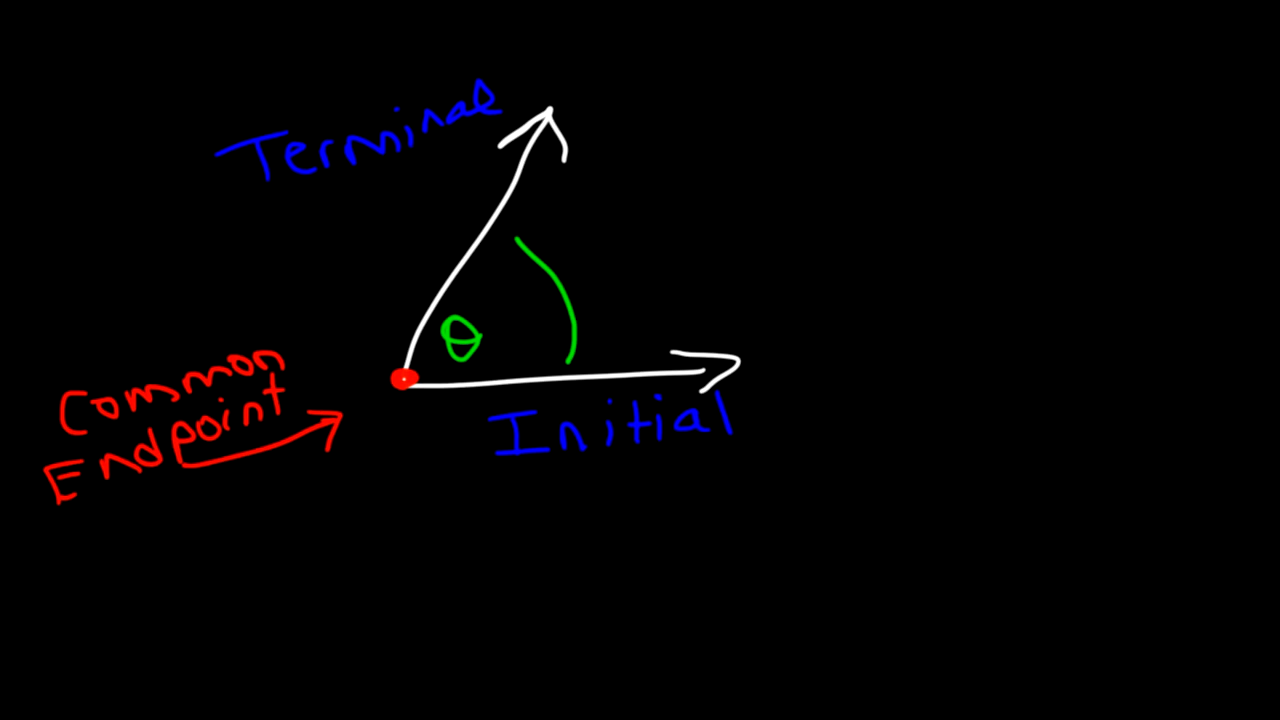 Terminal
θ
Common
Endpoint
Initial